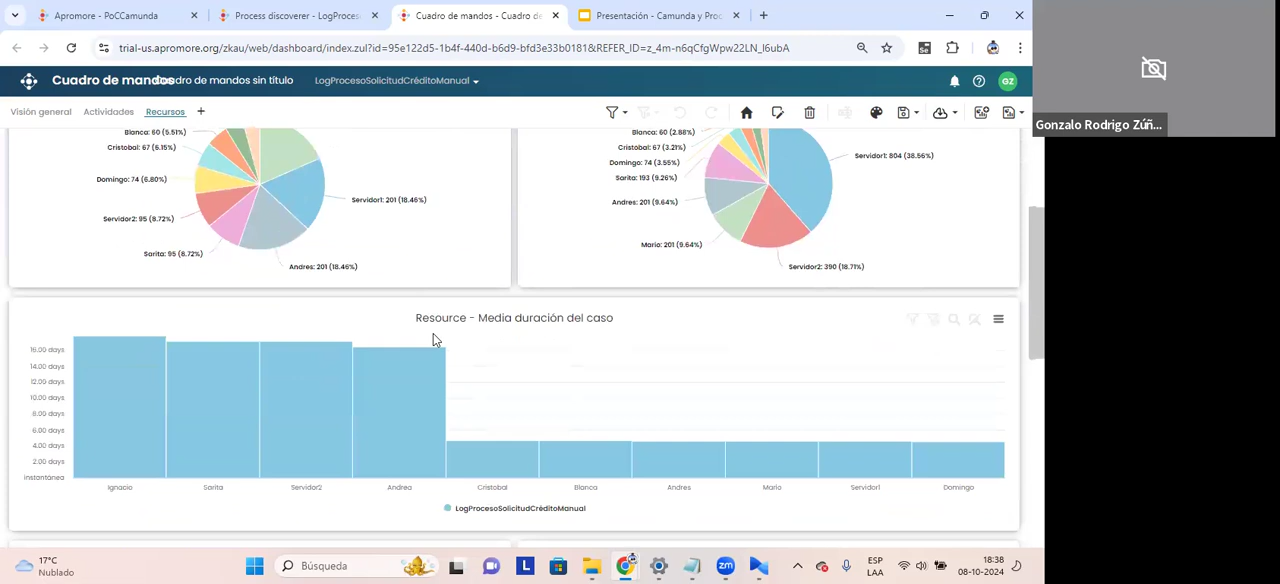 Apromore - PoCCamunda
Process discoverer - LogProces
Cuadro de mandos - Cuadro de
Presentación - Camunda y Proc
trial-us.apromore.org/zkau/web/dashboard/index.zul?id=95e122d5-1b4f-440d-b6d9-bfd3e33b0181&REFER_ID=z_4m-n6qCfgWpw22LN_l6ubA
Cuadro de mandos
Cuadro de mandos sin título
LogProcesoSolicitudCréditoManual
GZ
Visión general
Actividades
Recursos
Gonzalo Rodrigo Zúñ...
Blanca: 60 (5.51%)
Cristobal: 67 (6.15%)
Domingo: 74 (6.80%)
Servidor1: 201 (18.46%)
Servidor2: 95 (8.72%)
Sarita: 95 (8.72%)
Andres: 201 (18.46%)
Blanca: 60 (2.88%)
Cristobal: 67 (3.21%)
Domingo: 74 (3.55%)
Servidor1: 804 (38.56%)
Sarita: 193 (9.26%)
Andres: 201 (9.64%)
Mario: 201 (9.64%)
Servidor2: 390 (18.71%)
Resource - Media duración del caso
16.00 days
14.00 days
12.00 days
10.00 days
8.00 days
6.00 days
4.00 days
2.00 days
instantánea
Ignacio
Sarita
Servidor2
Andrea
Cristobal
Blanca
Andres
Mario
Servidor1
Domingo
LogProcesoSolicitudCréditoManual
17°C
Nublado
Búsqueda
L
zm
ESP
LAA
18:38
08-10-2024